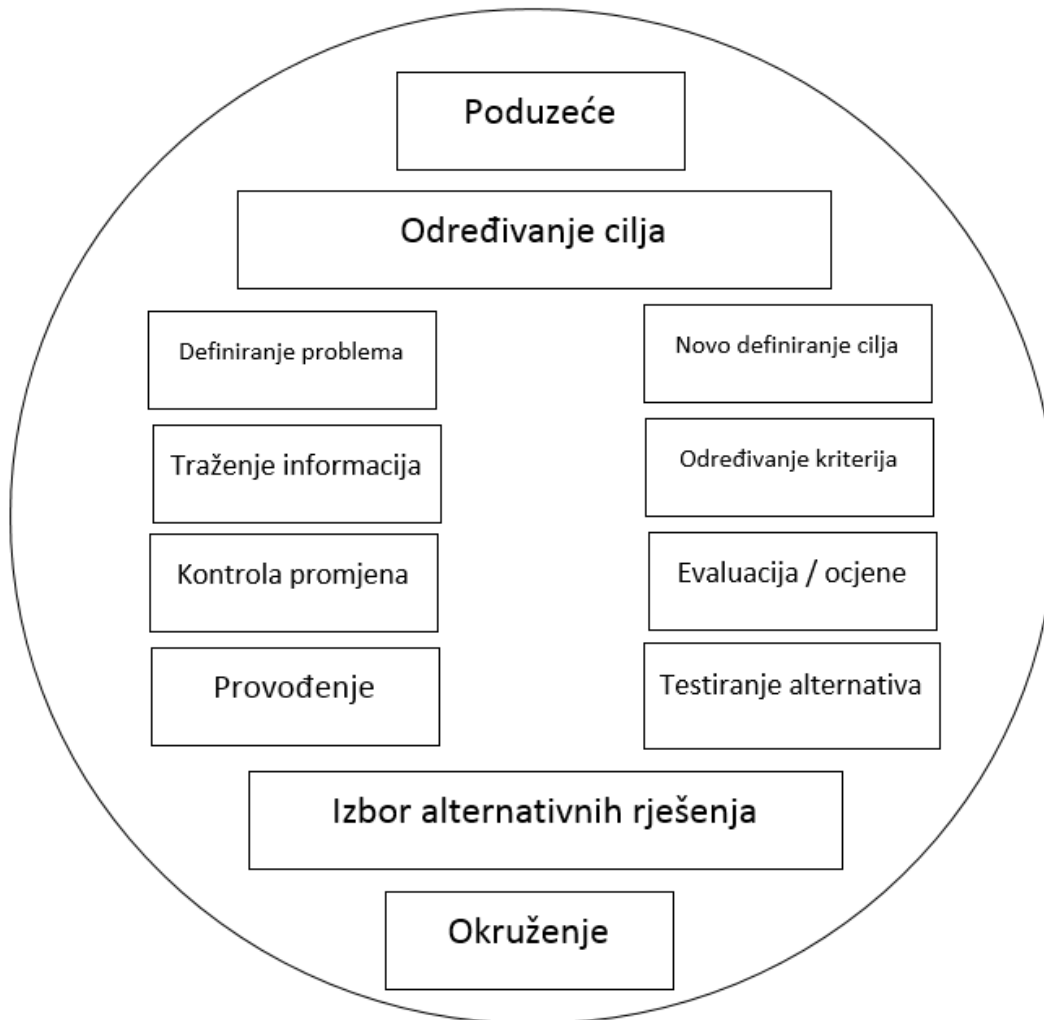 Poduzeće
Određivanje cilja
Definiranje problema
Novo definiranje cilja
Traženje informacija
Određivanje kriterija
Kontrola promjena
Evaluacija / ocjene
Provođenje
Testiranje alternativa
Izbor alternativnih rješenja
Okruženje